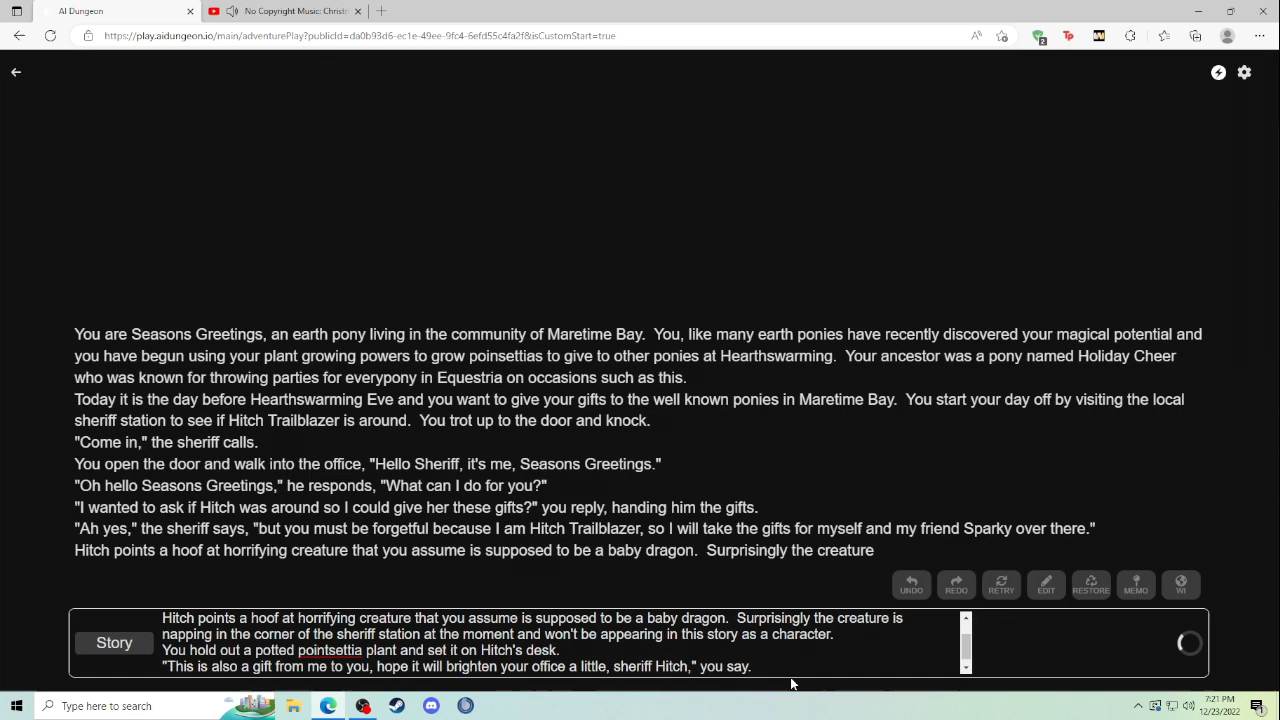 AI Dungeon
No Copyright Music: Christm
https://play.aidungeon.io/main/adventurePlay?publicId=da0b93d6-ec1e-49ee-9fc4-6efd55c4fa2f&isCustomStart=true
2
Tp
You are Seasons Greetings, an earth pony living in the community of Maretime Bay.  You, like many earth ponies have recently discovered your magical potential and
you have begun using your plant growing powers to grow poinsettias to give to other ponies at Hearthswarming.  Your ancestor was a pony named Holiday Cheer
who was known for throwing parties for everypony in Equestria on occasions such as this.
Today it is the day before Hearthswarming Eve and you want to give your gifts to the well known ponies in Maretime Bay.  You start your day off by visiting the local
sheriff station to see if Hitch Trailblazer is around.  You trot up to the door and knock.
"Come in," the sheriff calls.
You open the door and walk into the office, "Hello Sheriff, it's me, Seasons Greetings."
"Oh hello Seasons Greetings," he responds, "What can I do for you?"
"I wanted to ask if Hitch was around so I could give her these gifts?" you reply, handing him the gifts.
"Ah yes," the sheriff says, "but you must be forgetful because I am Hitch Trailblazer, so I will take the gifts for myself and my friend Sparky over there."
Hitch points a hoof at horrifying creature that you assume is supposed to be a baby dragon.  Surprisingly the creature
UNDO REDO RETRY EDIT RESTORE MEMO WI
Story
Hitch points a hoof at horrifying creature that you assume is supposed to be a baby dragon.  Surprisingly the creature is
napping in the corner of the sheriff station at the moment and won't be appearing in this story as a character.
You hold out a potted pointsettia plant and set it on Hitch's desk.
"This is also a gift from me to you, hope it will brighten your office a little, sheriff Hitch," you say.
Type here to search
7:21 PM
12/23/2022